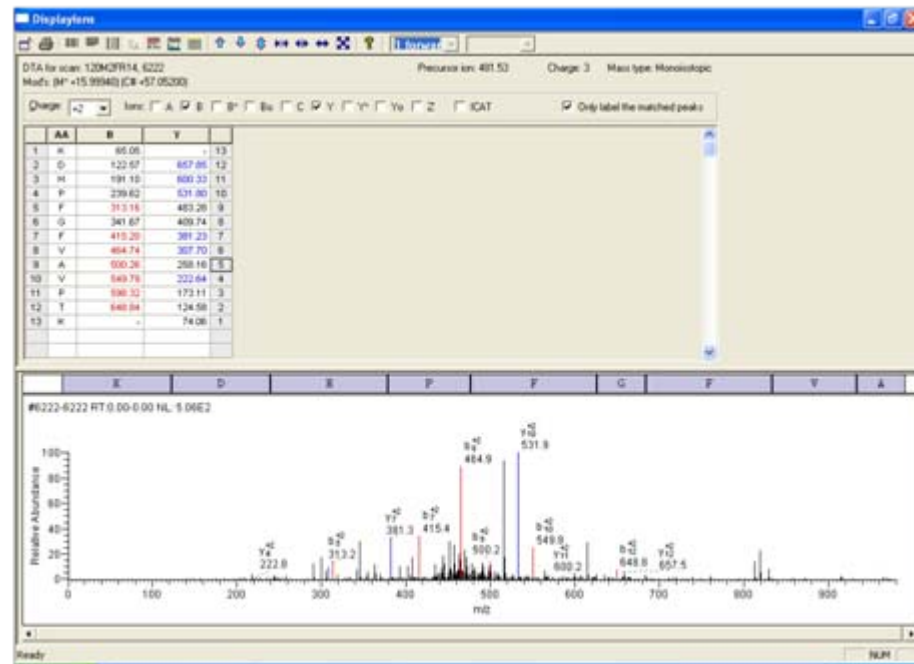 DisplayIons
DTA for scan: 120M2FR14, 6222 Precursor ion: 481.53 Charge: 3 Mass type: Monoisotopic
Mod's: (M* +15.99940) (C# +57.05200)
Charge: +2 Ions: A B B* Bo C Y Y* Yo Z ICAT Only label the matched peaks
AA B Y
1 K 65.05 - 13
2 D 122.57 657.85 12
3 H 191.10 600.33 11
4 P 239.62 531.80 10
5 F 313.16 483.28 9
6 G 341.67 409.74 8
7 F 415.20 381.23 7
8 V 464.74 307.70 6
9 A 500.26 258.16 5
10 V 549.79 222.64 4
11 P 598.32 173.11 3
12 T 648.84 124.58 2
13 K - 74.06 1
K D H P F G F V A
#6222-6222 RT:0.00-0.00 NL: 5.06E2
Relative Abundance
100
80
60
40
20
0
222.8
313.2
381.3
415.4
464.9
500.2
531.9
549.8
600.2
648.8
657.5
0 100 200 300 400 500 600 700 800 900
m/z
Ready NUM